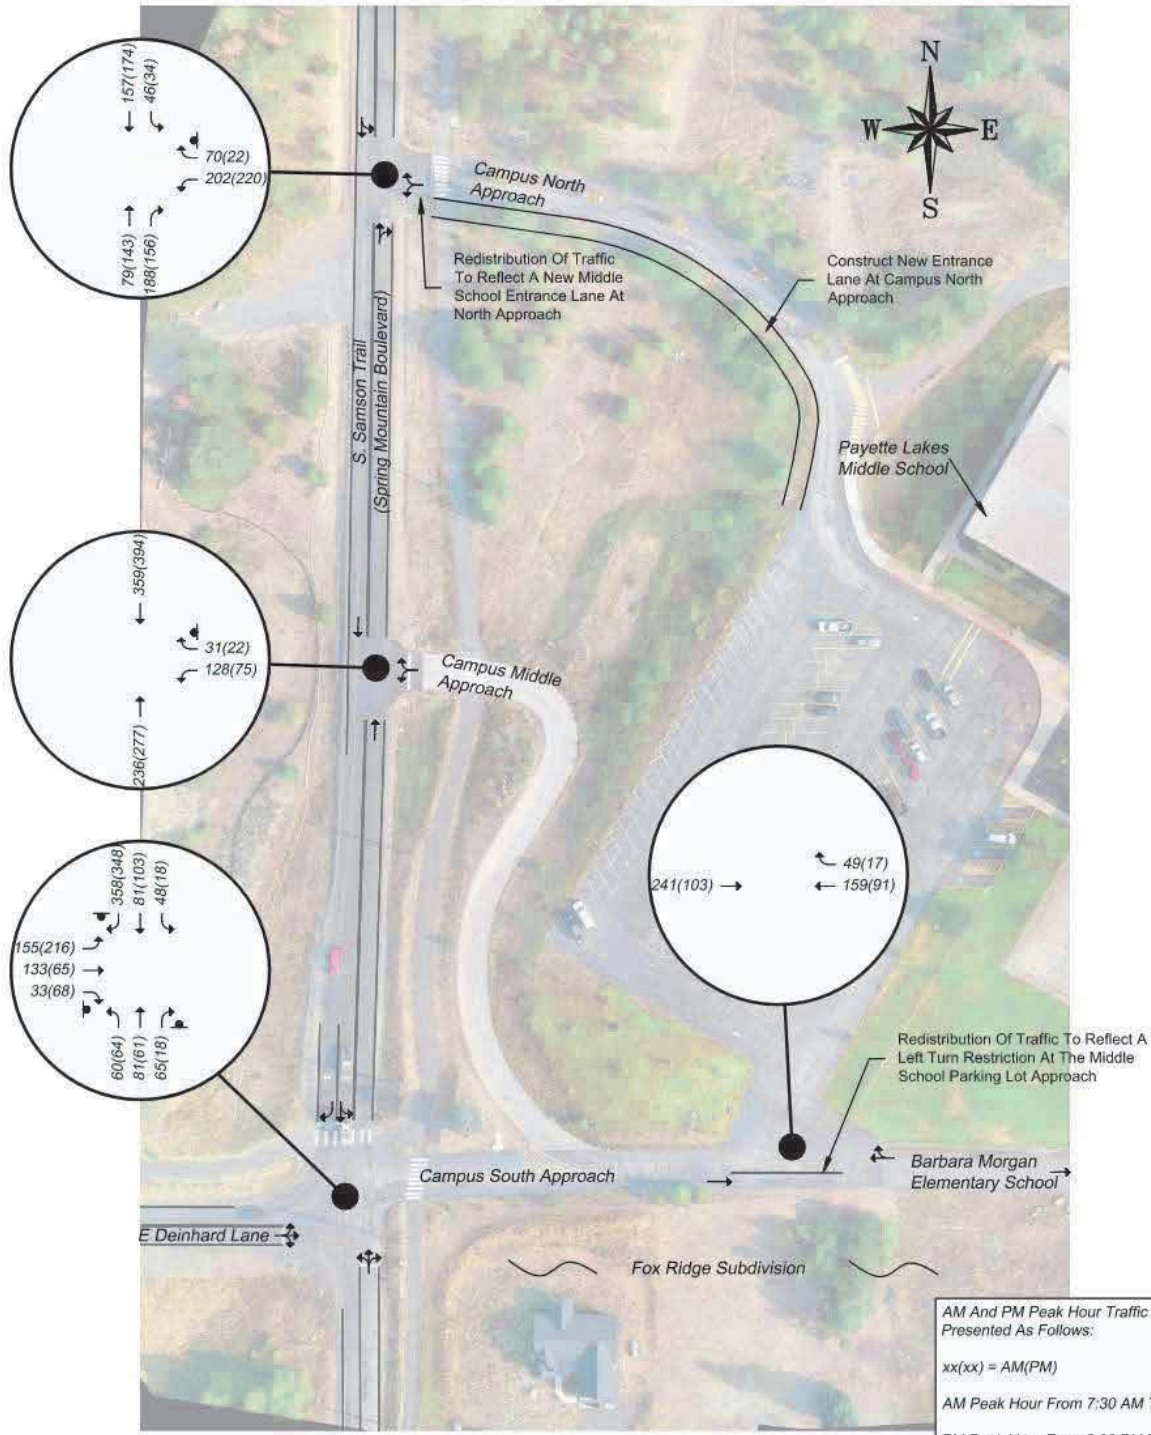 157(174)
46(34)
70(22)
202(220)
79(143)
188(156)
N
W
E
S
Campus North
Approach
Redistribution Of Traffic
To Reflect A New Middle
School Entrance Lane At
North Approach
Construct New Entrance
Lane At Campus North
Approach
S. Samson Trail
(Spring Mountain Boulevard)
Payette Lakes
Middle School
359(394)
31(22)
128(75)
236(277)
Campus Middle
Approach
49(17)
241(103)
159(91)
358(348)
81(103)
48(18)
155(216)
133(65)
33(68)
60(64)
81(61)
65(18)
Redistribution Of Traffic To Reflect A
Left Turn Restriction At The Middle
School Parking Lot Approach
Campus South Approach
Barbara Morgan
Elementary School
E Deinhard Lane
Fox Ridge Subdivision
AM And PM Peak Hour Traffic
Presented As Follows:
xx(xx) = AM(PM)
AM Peak Hour From 7:30 AM